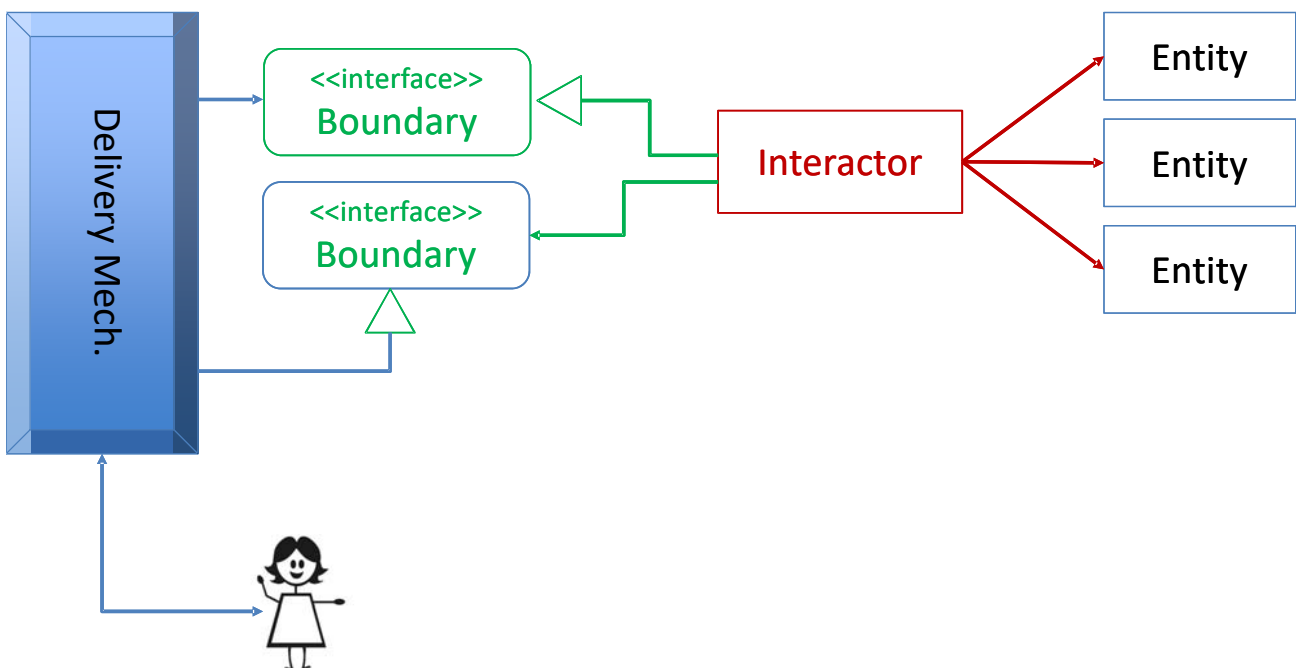 Delivery Mech.
<<interface>>
Boundary
<<interface>>
Boundary
Interactor
Entity
Entity
Entity